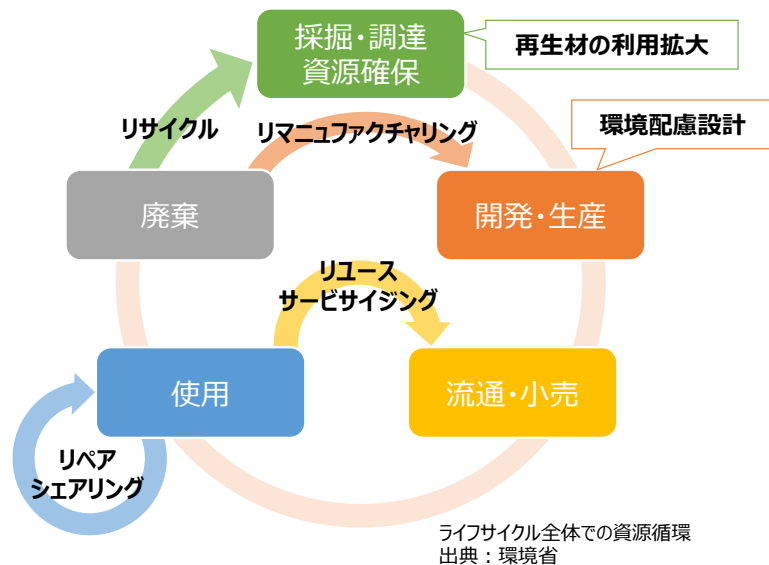 採掘・調達
資源確保
再生材の利用拡大
リサイクル
リマニュファクチャリング
環境配慮設計
廃棄
開発・生産
リユース
サービサイジング
使用
流通・小売
リペア
シェアリング
ライフサイクル全体での資源循環
出典：環境省